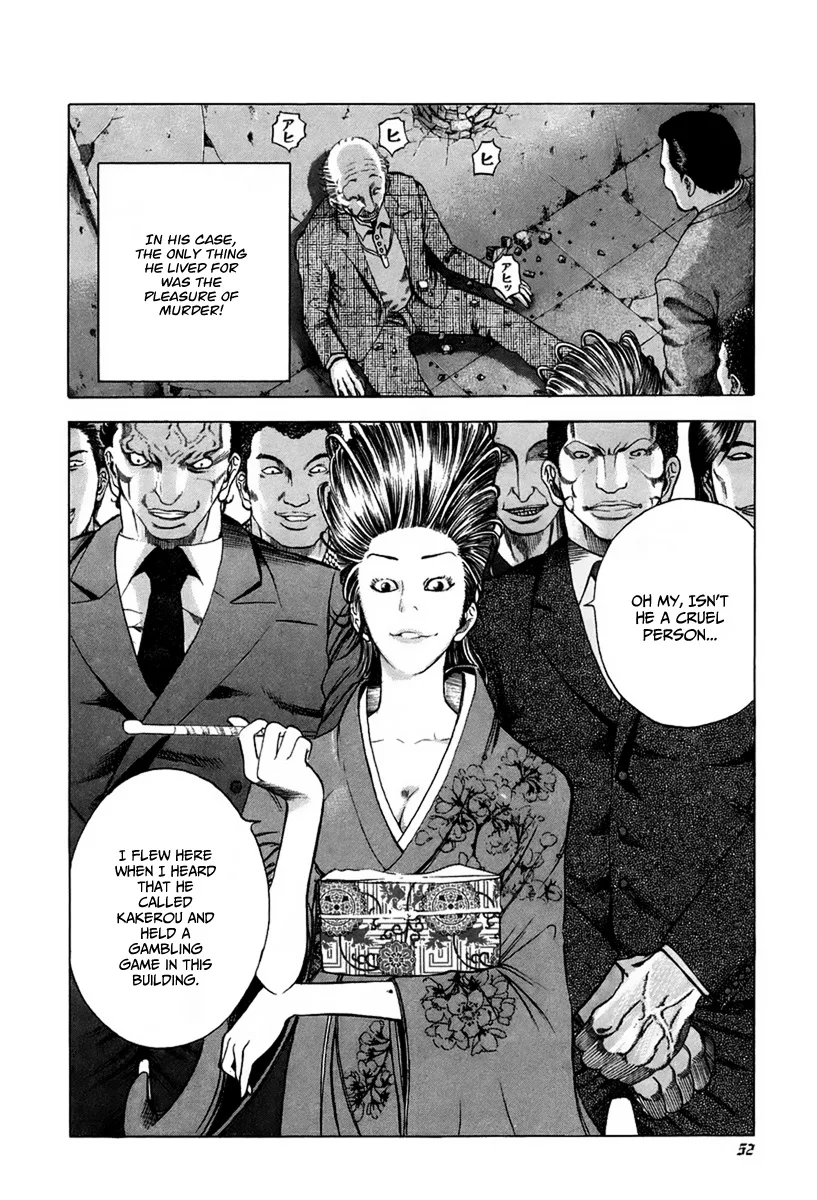 アヒ
ヒ
ヒ
アヒッ
IN HIS CASE,
THE ONLY THING
HE LIVED FOR
WAS THE
PLEASURE OF
MURDER!
OH MY, ISN'T
HE A CRUEL
PERSON...
I FLEW HERE
WHEN I HEARD
THAT HE
CALLED
KAKEROU AND
HELD A
GAMBLING
GAME IN THIS
BUILDING.
52